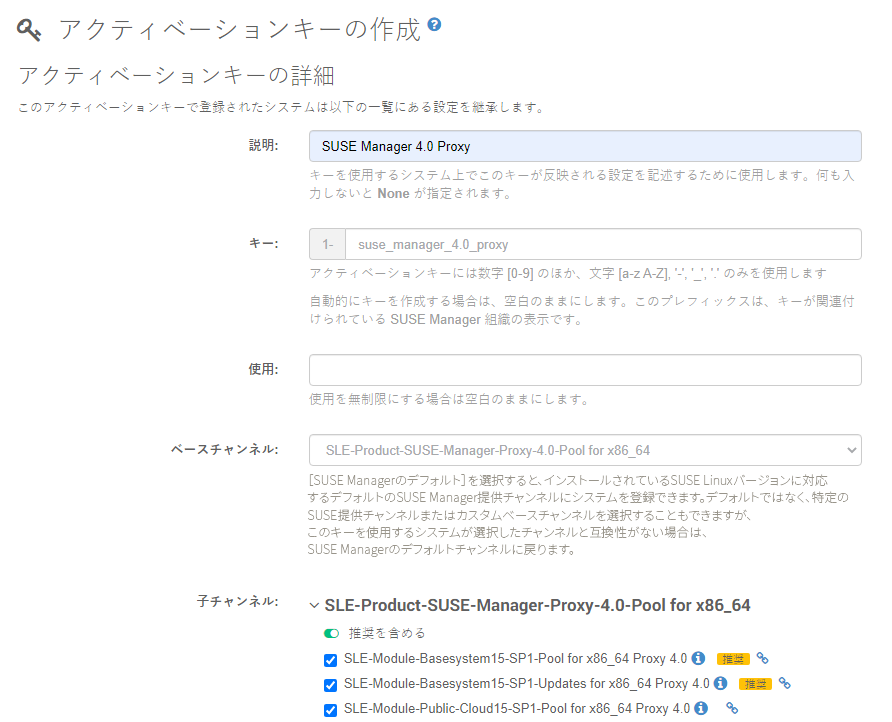 アクティベーションキーの作成 ?
アクティベーションキーの詳細
このアクティベーションキーで登録されたシステムは以下の一覧にある設定を継承します。
説明: SUSE Manager 4.0 Proxy
キーを使用するシステム上でこのキーが反映される設定を記述するために使用します。何も入
力しないと None が指定されます。
キー: 1- suse_manager_4.0_proxy
アクティベーションキーには数字 [0-9] のほか、文字 [a-z A-Z], '-', '_', '.' のみを使用します
自動的にキーを作成する場合は、空白のままにします。このプレフィックスは、キーが関連付
けられている SUSE Manager 組織の表示です。
使用:
使用を無制限にする場合は空白のままにします。
ベースチャンネル: SLE-Product-SUSE-Manager-Proxy-4.0-Pool for x86_64
[SUSE Managerのデフォルト]を選択すると、インストールされているSUSE Linuxバージョンに対応
するデフォルトのSUSE Manager提供チャンネルにシステムを登録できます。デフォルトではなく、特定の
SUSE提供チャンネルまたはカスタムベースチャンネルを選択することもできますが、
このキーを使用するシステムが選択したチャンネルと互換性がない場合は、
SUSE Managerのデフォルトチャンネルに戻ります。
子チャンネル: SLE-Product-SUSE-Manager-Proxy-4.0-Pool for x86_64
推奨を含める
SLE-Module-Basesystem15-SP1-Pool for x86_64 Proxy 4.0 推奨
SLE-Module-Basesystem15-SP1-Updates for x86_64 Proxy 4.0 推奨
SLE-Module-Public-Cloud15-SP1-Pool for x86_64 Proxy 4.0